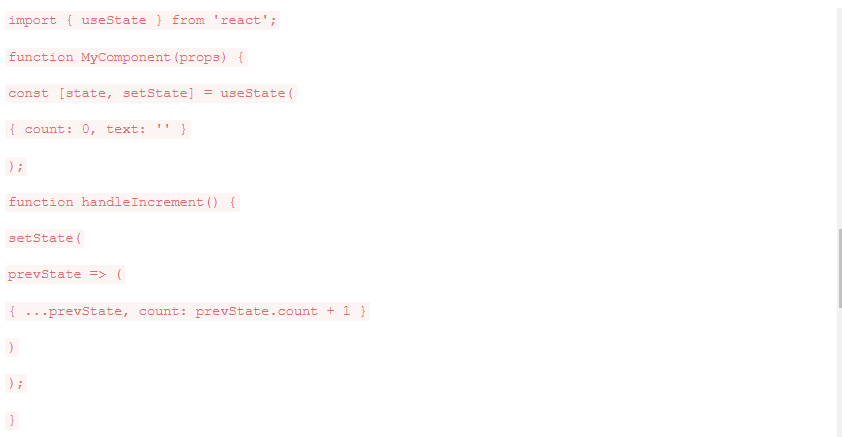 import { useState } from 'react';
function MyComponent(props) {
const [state, setState] = useState(
{ count: 0, text: '' }
);
function handleIncrement() {
setState(
prevState => (
{ ...prevState, count: prevState.count + 1 }
)
);
}